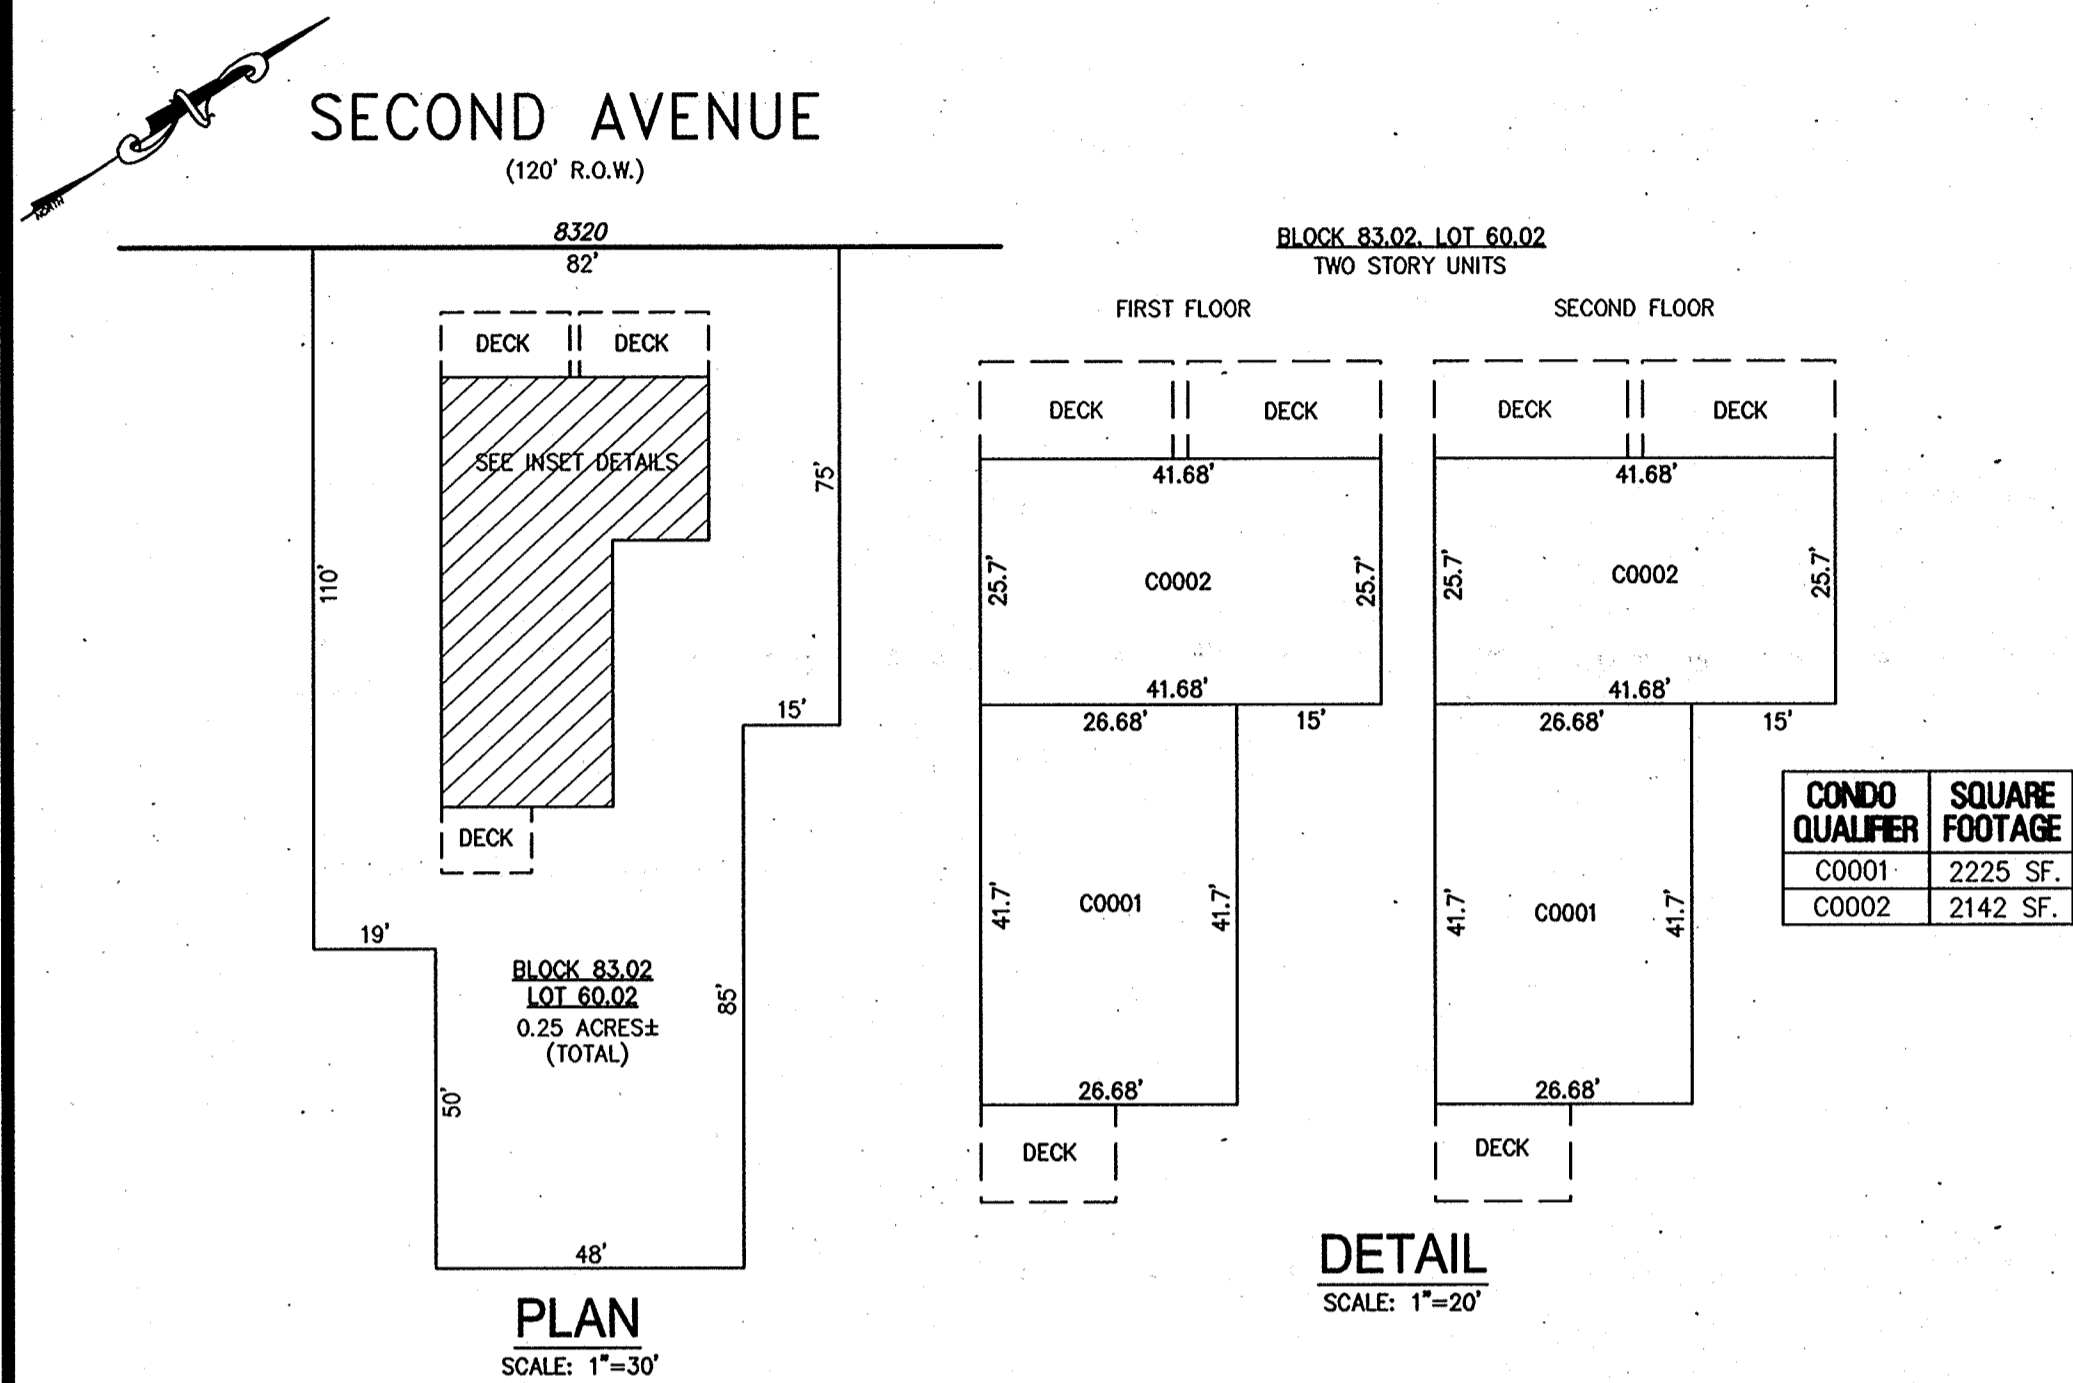 NORTH
SECOND AVENUE
(120' R.O.W.)
8320
82'
DECK
DECK
SEE INSET DETAILS
75'
110'
15'
DECK
19'
BLOCK 83.02
LOT 60.02
0.25 ACRES±
(TOTAL)
85'
50'
48'
PLAN
SCALE: 1"=30'
BLOCK 83.02, LOT 60.02
TWO STORY UNITS
FIRST FLOOR
DECK
DECK
41.68'
25.7'
C0002
25.7'
41.68'
26.68'
15'
41.7'
C0001
41.7'
26.68'
DECK
SECOND FLOOR
DECK
DECK
41.68'
25.7'
C0002
25.7'
41.68'
26.68'
15'
41.7'
C0001
41.7'
26.68'
DECK
DETAIL
SCALE: 1"=20'
CONDO QUALIFIER
SQUARE FOOTAGE
C0001 2225 SF.
C0002 2142 SF.